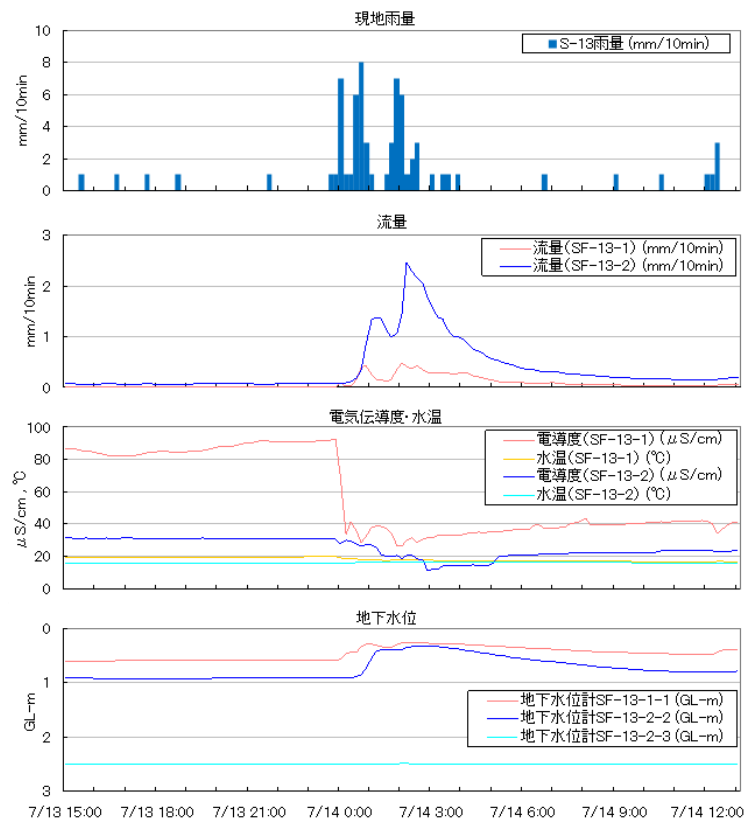 現地雨量
10
8
6
4
2
0
mm/10min
S-13雨量(mm/10min)
流量
3
2
1
0
mm/10min
流量(SF-13-1)(mm/10min)
流量(SF-13-2)(mm/10min)
電気伝導度・水温
100
80
60
40
20
0
μS/cm , ℃
電導度(SF-13-1)(μS/cm)
水温(SF-13-1)(℃)
電導度(SF-13-2)(μS/cm)
水温(SF-13-2)(℃)
地下水位
0
1
2
3
GL-m
地下水位計SF-13-1-1(GL-m)
地下水位計SF-13-2-2(GL-m)
地下水位計SF-13-2-3(GL-m)
7/13 15:00 7/13 18:00 7/13 21:00 7/14 0:00 7/14 3:00 7/14 6:00 7/14 9:00 7/14 12:00